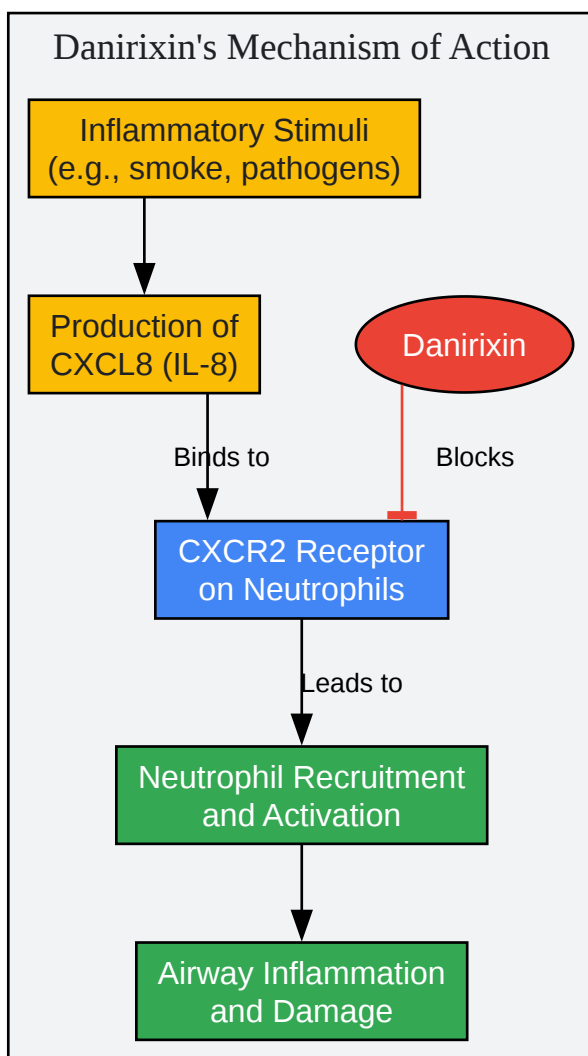 Danirixin's Mechanism of Action
Inflammatory Stimuli
(e.g., smoke, pathogens)
Production of
CXCL8 (IL-8)
Danirixin
Binds to
Blocks
CXCR2 Receptor
on Neutrophils
Leads to
Neutrophil Recruitment
and Activation
Airway Inflammation
and Damage